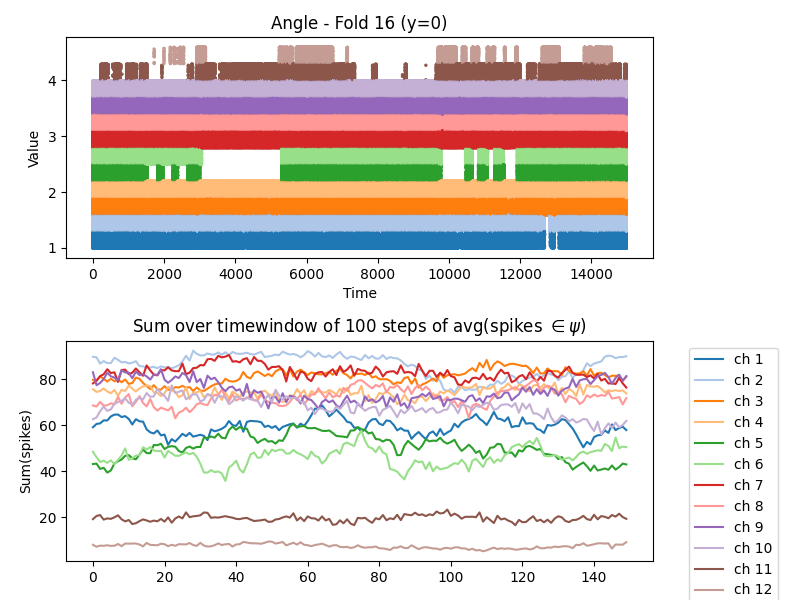 Angle - Fold 16 (y=0)
Value
4
3
2
1
0 2000 4000 6000 8000 10000 12000 14000
Time
Sum over timewindow of 100 steps of avg(spikes ∈ ψ)
Sum(spikes)
80
60
40
20
0 20 40 60 80 100 120 140
ch 1
ch 2
ch 3
ch 4
ch 5
ch 6
ch 7
ch 8
ch 9
ch 10
ch 11
ch 12